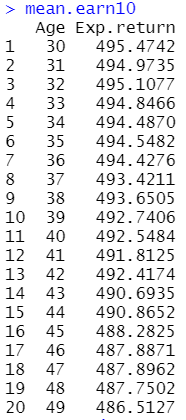 > mean.earn10
Age Exp.return
1 30 495.4742
2 31 494.9735
3 32 495.1077
4 33 494.8466
5 34 494.4870
6 35 494.5482
7 36 494.4276
8 37 493.4211
9 38 493.6505
10 39 492.7406
11 40 492.5484
12 41 491.8125
13 42 492.4174
14 43 490.6935
15 44 490.8652
16 45 488.2825
17 46 487.8871
18 47 487.8962
19 48 487.7502
20 49 486.5127